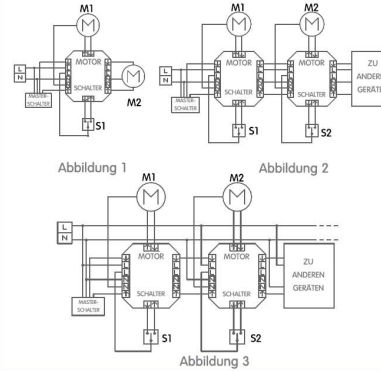 M1
L
N
MOTOR
SCHALTER
MASTER-
SCHALTER
M
M
M2
S1
Abbildung 1
M1
M2
L
N
MOTOR
SCHALTER
MASTER-
SCHALTER
M
M
MOTOR
SCHALTER
S1
S2
ZU
ANDEREN
GERÄTEN
Abbildung 2
M1
M2
M
M
L
N
MOTOR
SCHALTER
MOTOR
SCHALTER
MASTER-
SCHALTER
ZU
ANDEREN
GERÄTEN
S1
S2
Abbildung 3